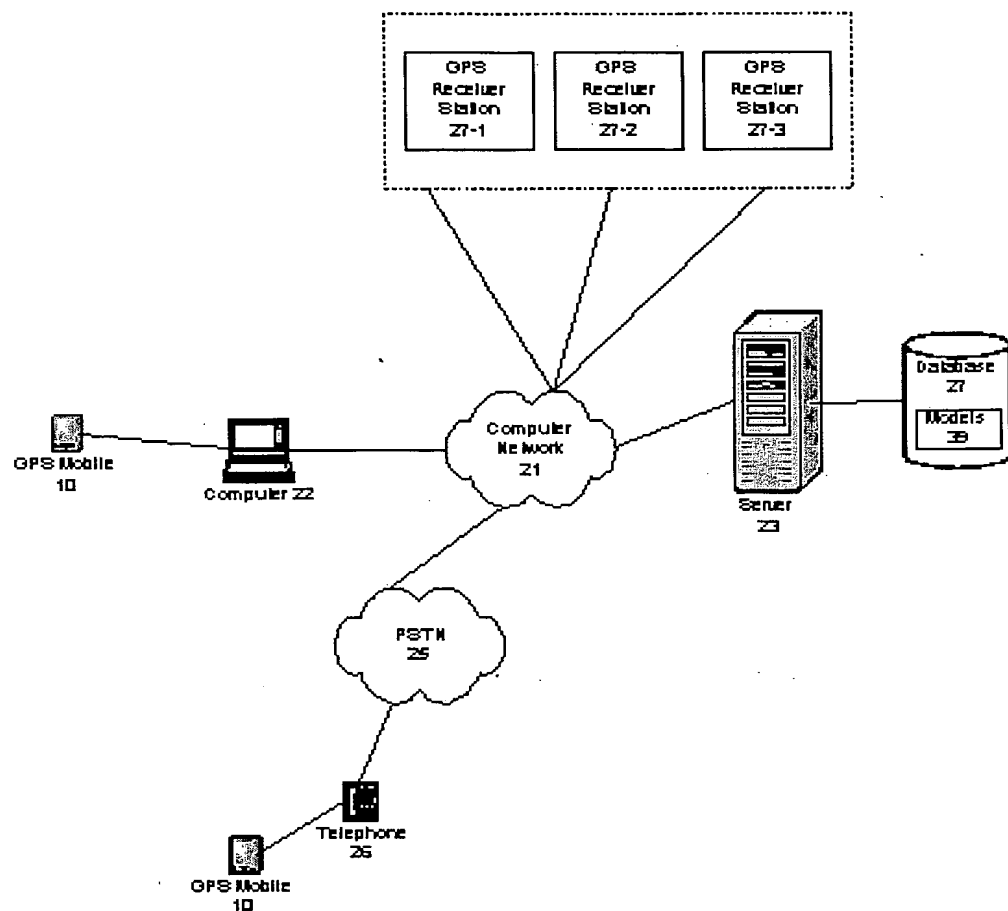 GPS
Receiver
Station
27-1
GPS
Receiver
Station
27-2
GPS
Receiver
Station
27-3
Database
27
Models
39
Computer
Network
21
GPS Mobile
10
Computer 22
Server
23
PSTN
25
Telephone
26
GPS Mobile
10